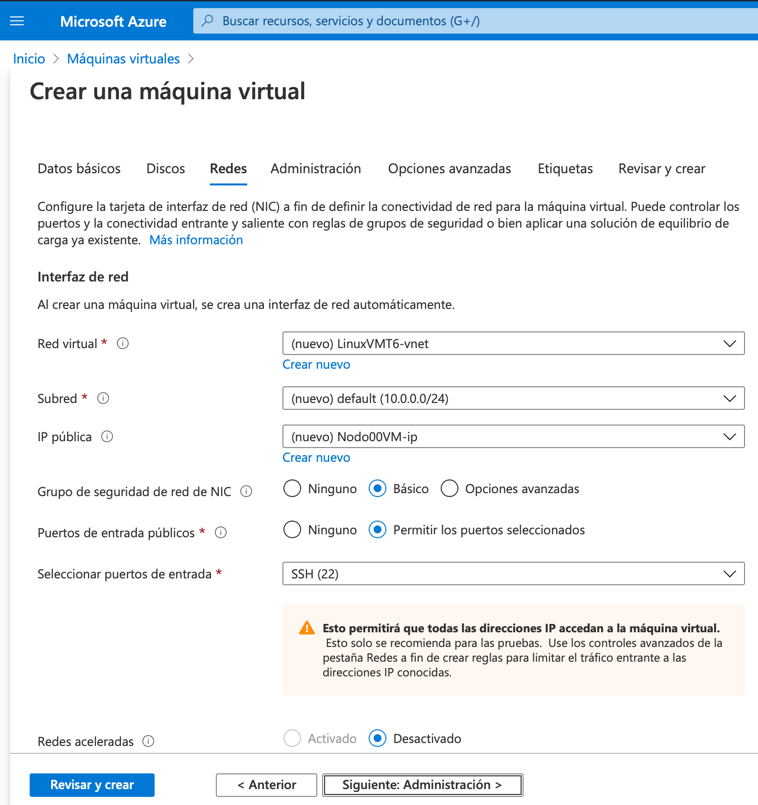 Microsoft Azure
Buscar recursos, servicios y documentos (G+/)
Inicio > Máquinas virtuales >
Crear una máquina virtual
Datos básicos Discos Redes Administración Opciones avanzadas Etiquetas Revisar y crear
Configure la tarjeta de interfaz de red (NIC) a fin de definir la conectividad de red para la máquina virtual. Puede controlar los
puertos y la conectividad entrante y saliente con reglas de grupos de seguridad o bien aplicar una solución de equilibrio de
carga ya existente. Más información
Interfaz de red
Al crear una máquina virtual, se crea una interfaz de red automáticamente.
Red virtual * (nuevo) LinuxVMT6-vnet
Crear nuevo
Subred * (nuevo) default (10.0.0.0/24)
IP pública (nuevo) Nodo00VM-ip
Crear nuevo
Grupo de seguridad de red de NIC Ninguno Básico Opciones avanzadas
Puertos de entrada públicos * Ninguno Permitir los puertos seleccionados
Seleccionar puertos de entrada * SSH (22)
Esto permitirá que todas las direcciones IP accedan a la máquina virtual.
Esto solo se recomienda para las pruebas. Use los controles avanzados de la
pestaña Redes a fin de crear reglas para limitar el tráfico entrante a las
direcciones IP conocidas.
Redes aceleradas Activado Desactivado
Revisar y crear < Anterior Siguiente: Administración >